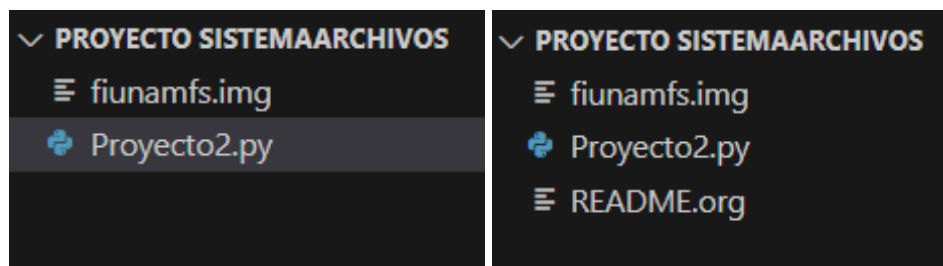 PROYECTO SISTEMAARCHIVOS
fiunamfs.img
Proyecto2.py
PROYECTO SISTEMAARCHIVOS
fiunamfs.img
Proyecto2.py
README.org